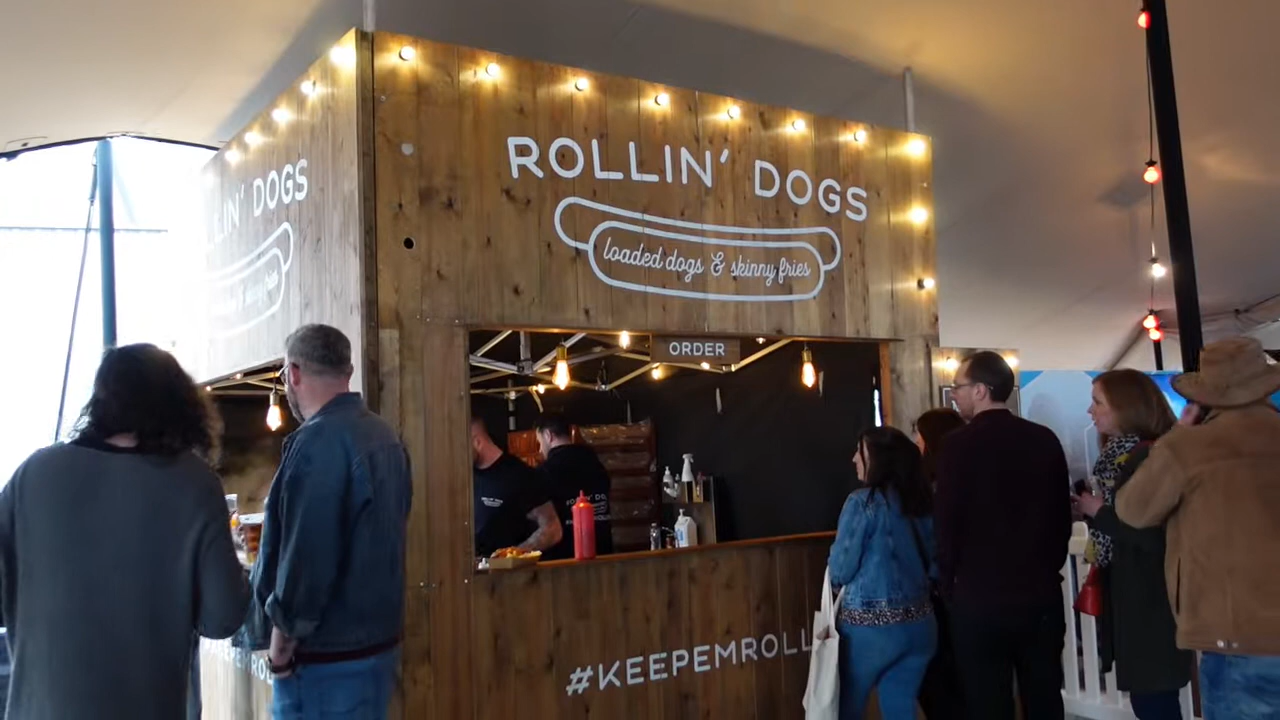 ROLLIN' DOGS
loaded dogs & skinny fries
LIN' DOGS
ORDER
#KEEPEMROLL